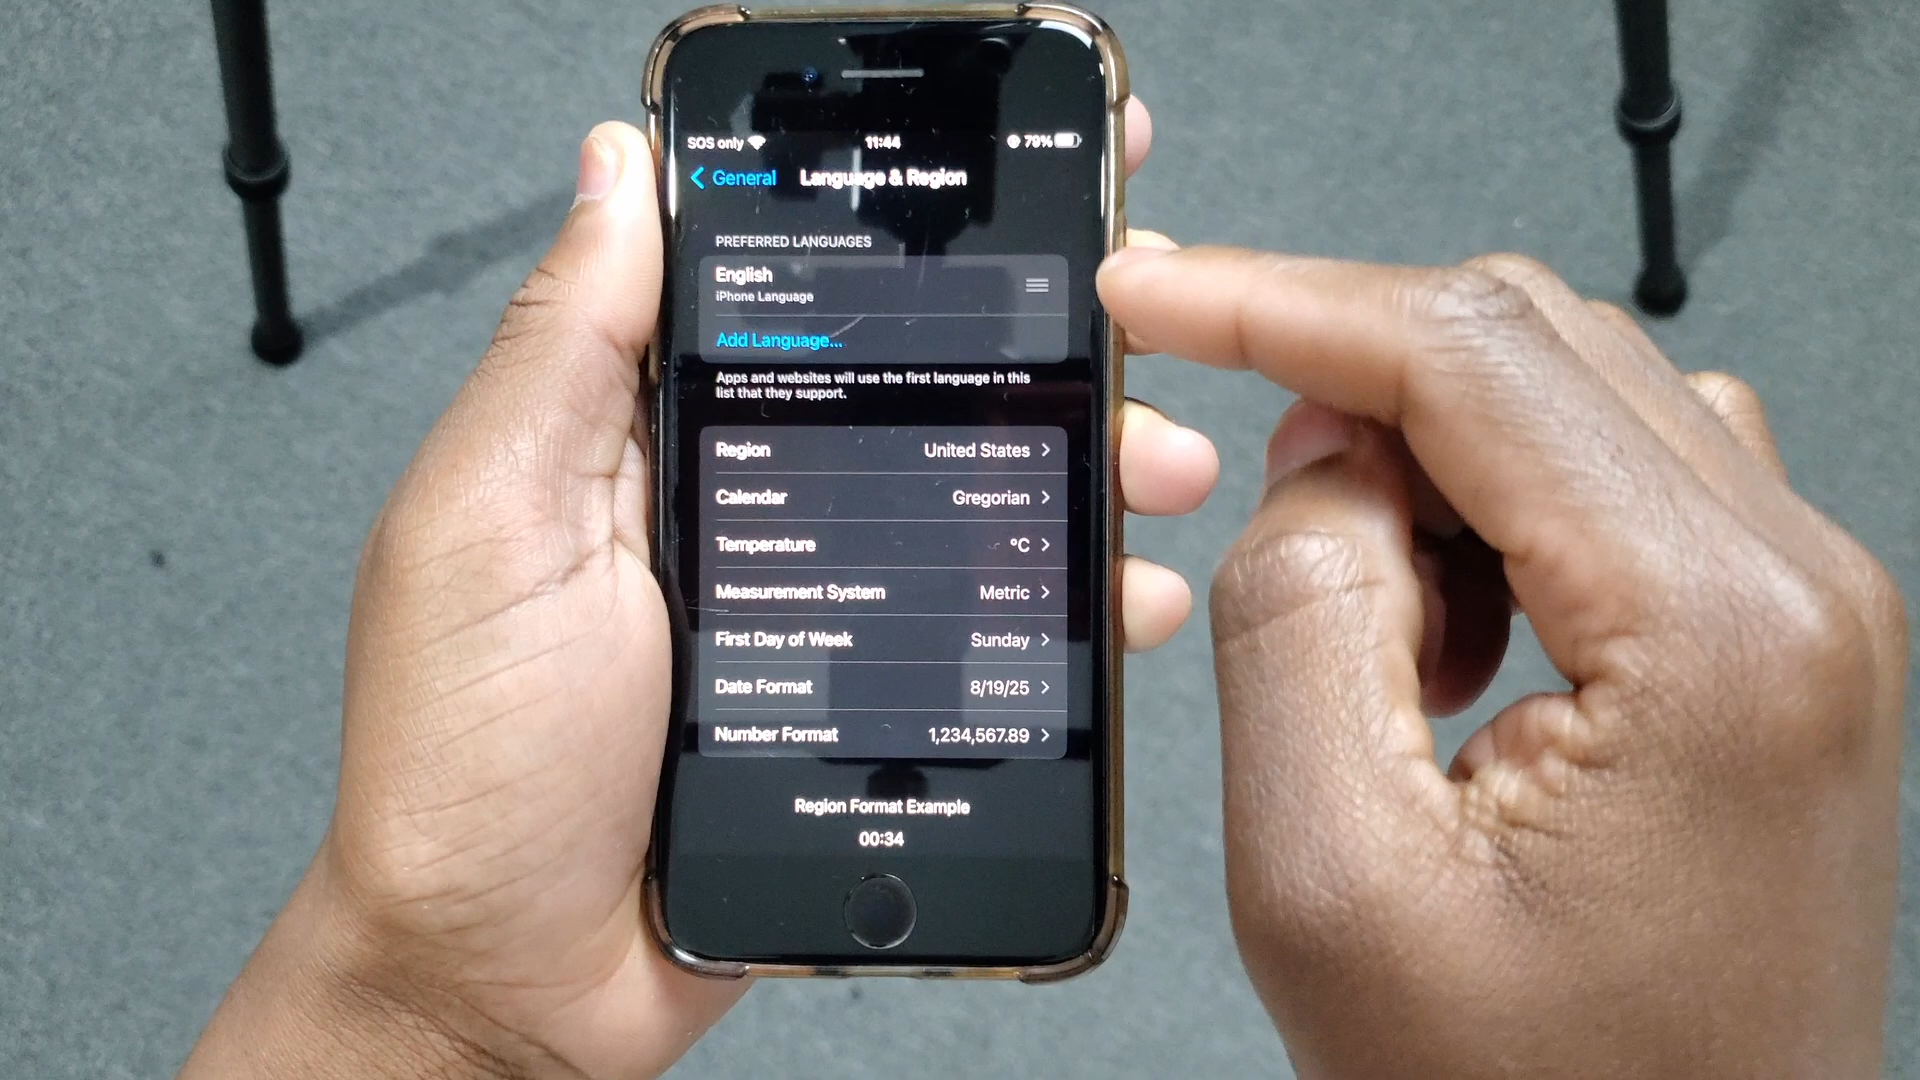 SOS only 11:44 79%
General Language & Region
PREFERRED LANGUAGES
English
iPhone Language
Add Language...
Apps and websites will use the first language in this
list that they support.
Region United States
Calendar Gregorian
Temperature °C
Measurement System Metric
First Day of Week Sunday
Date Format 8/19/25
Number Format 1,234,567.89
Region Format Example
00:34